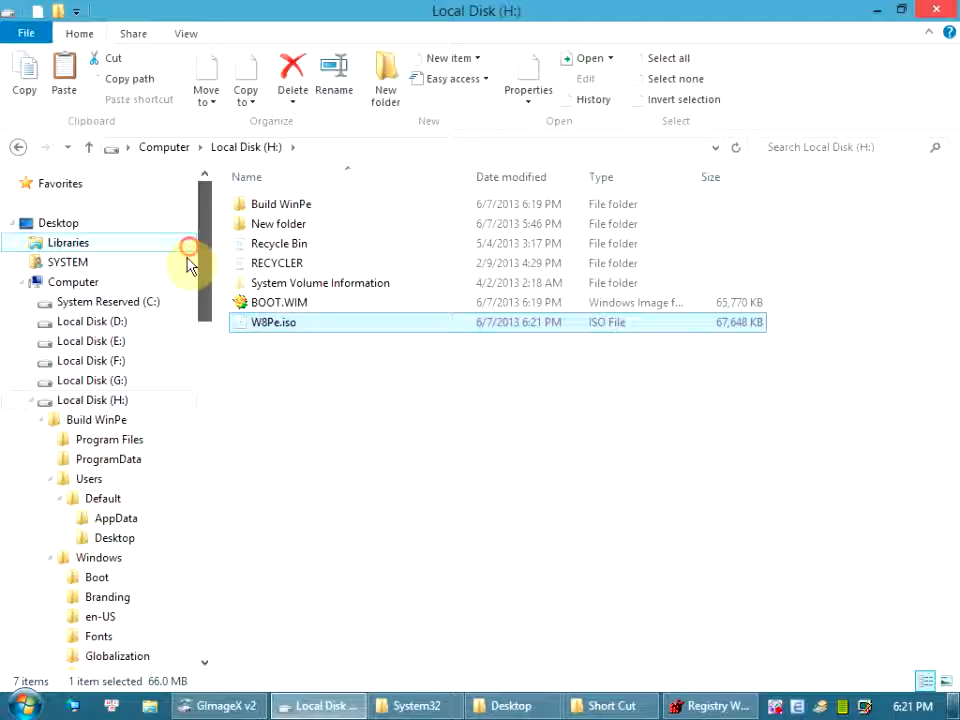 Local Disk (H:)
File Home Share View
Copy
Paste
Cut
Copy path
Paste shortcut
Clipboard
Move to
Copy to
Delete
Rename
Organize
New folder
New item
Easy access
New
Properties
Open
Edit
History
Open
Select all
Select none
Invert selection
Select
Computer Local Disk (H:)
Search Local Disk (H:)
Name Date modified Type Size
Build WinPe 6/7/2013 6:19 PM File folder
New folder 6/7/2013 5:46 PM File folder
Recycle Bin 5/4/2013 3:17 PM File folder
RECYCLER 2/9/2013 4:29 PM File folder
System Volume Information 4/2/2013 2:18 AM File folder
BOOT.WIM 6/7/2013 6:19 PM Windows Image f... 65,770 KB
W8Pe.iso 6/7/2013 6:21 PM ISO File 67,648 KB
Favorites
Desktop
Libraries
SYSTEM
Computer
System Reserved (C:)
Local Disk (D:)
Local Disk (E:)
Local Disk (F:)
Local Disk (G:)
Local Disk (H:)
Build WinPe
Program Files
ProgramData
Users
Default
AppData
Desktop
Windows
Boot
Branding
en-US
Fonts
Globalization
7 items 1 item selected 66.0 MB
GImageX v2 Local Disk ... System32 Desktop Short Cut Registry W... 6:21 PM